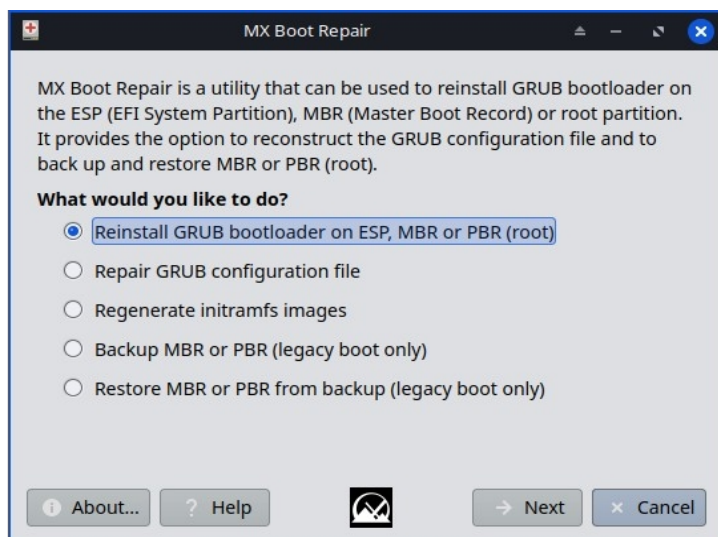 MX Boot Repair
MX Boot Repair is a utility that can be used to reinstall GRUB bootloader on
the ESP (EFI System Partition), MBR (Master Boot Record) or root partition.
It provides the option to reconstruct the GRUB configuration file and to
back up and restore MBR or PBR (root).
What would you like to do?
Reinstall GRUB bootloader on ESP, MBR or PBR (root)
Repair GRUB configuration file
Regenerate initramfs images
Backup MBR or PBR (legacy boot only)
Restore MBR or PBR from backup (legacy boot only)
About... Help Next Cancel